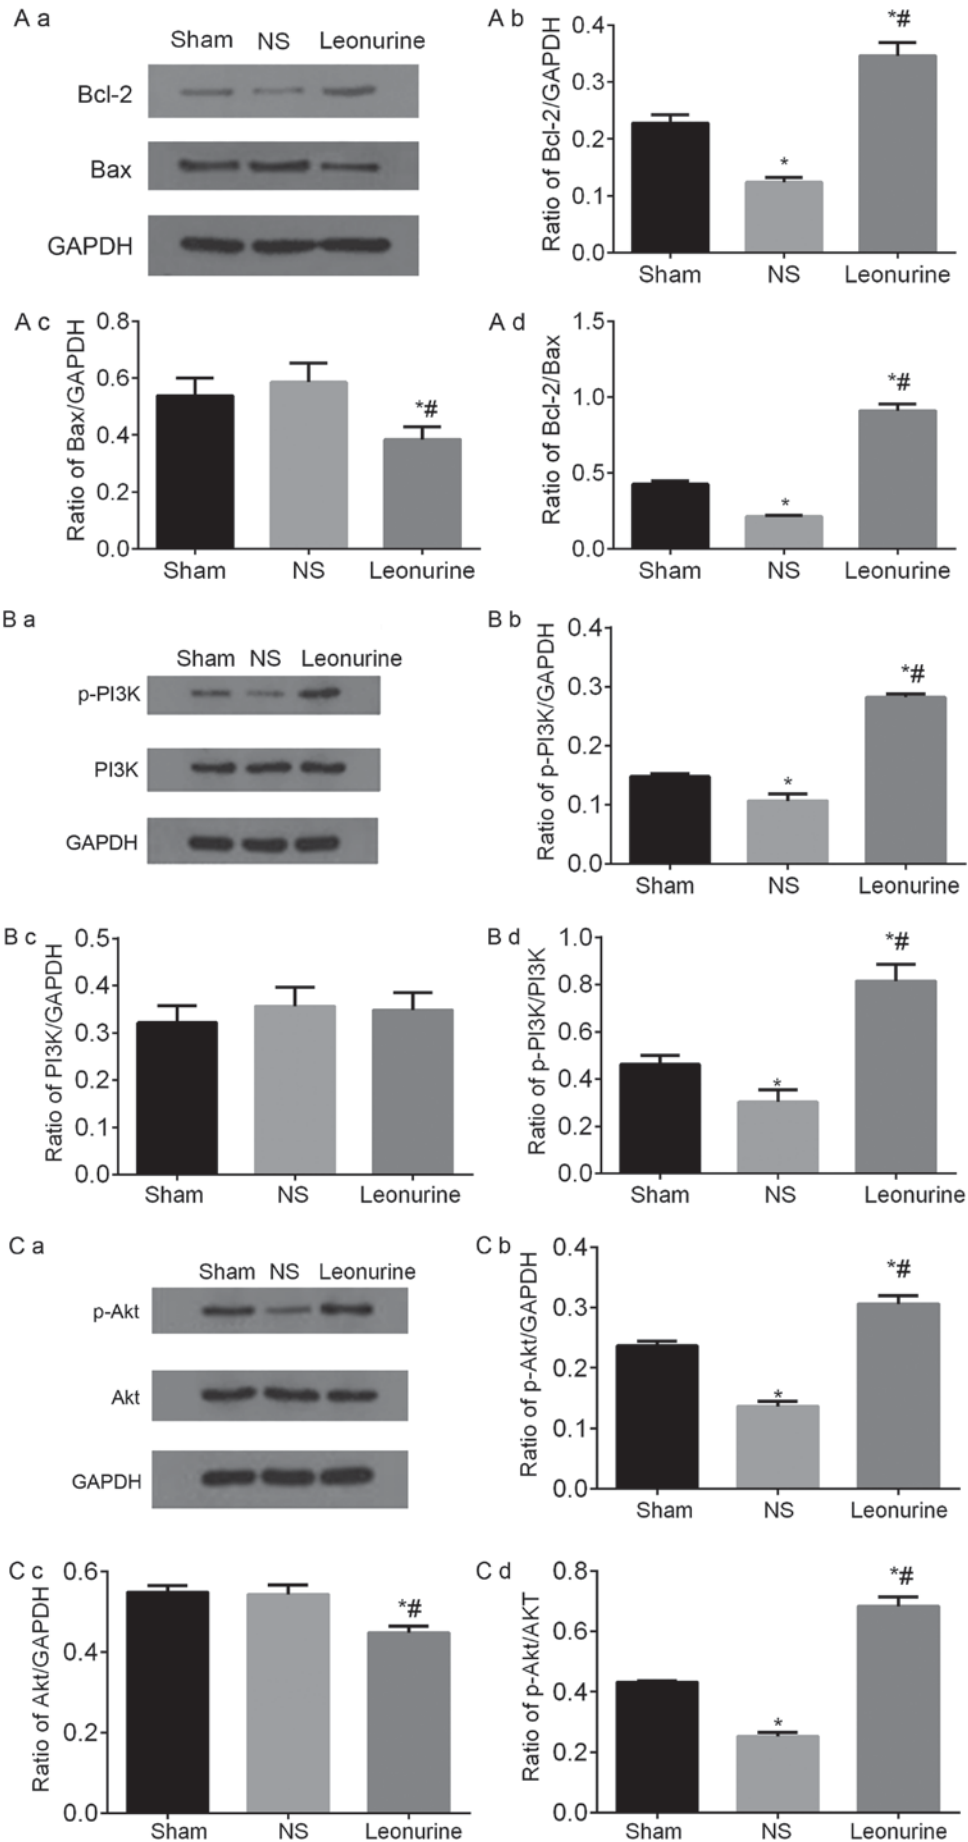 A a
Sham NS Leonurine
Bcl-2
Bax
GAPDH
A b
Ratio of Bcl-2/GAPDH
0.4
0.3
0.2
0.1
0.0
*
*#
Sham NS Leonurine
A c
Ratio of Bax/GAPDH
0.8
0.6
0.4
0.2
0.0
*#
Sham NS Leonurine
A d
Ratio of Bcl-2/Bax
1.5
1.0
0.5
0.0
*
*#
Sham NS Leonurine
B a
Sham NS Leonurine
p-PI3K
PI3K
GAPDH
B b
Ratio of p-PI3K/GAPDH
0.4
0.3
0.2
0.1
0.0
*
*#
Sham NS Leonurine
B c
Ratio of PI3K/GAPDH
0.5
0.4
0.3
0.2
0.1
0.0
Sham NS Leonurine
B d
Ratio of p-PI3K/PI3K
1.0
0.8
0.6
0.4
0.2
0.0
*
*#
Sham NS Leonurine
C a
Sham NS Leonurine
p-Akt
Akt
GAPDH
C b
Ratio of p-Akt/GAPDH
0.4
0.3
0.2
0.1
0.0
*
*#
Sham NS Leonurine
C c
Ratio of Akt/GAPDH
0.6
0.4
0.2
0.0
*#
Sham NS Leonurine
C d
Ratio of p-Akt/AKT
0.8
0.6
0.4
0.2
0.0
*
*#
Sham NS Leonurine